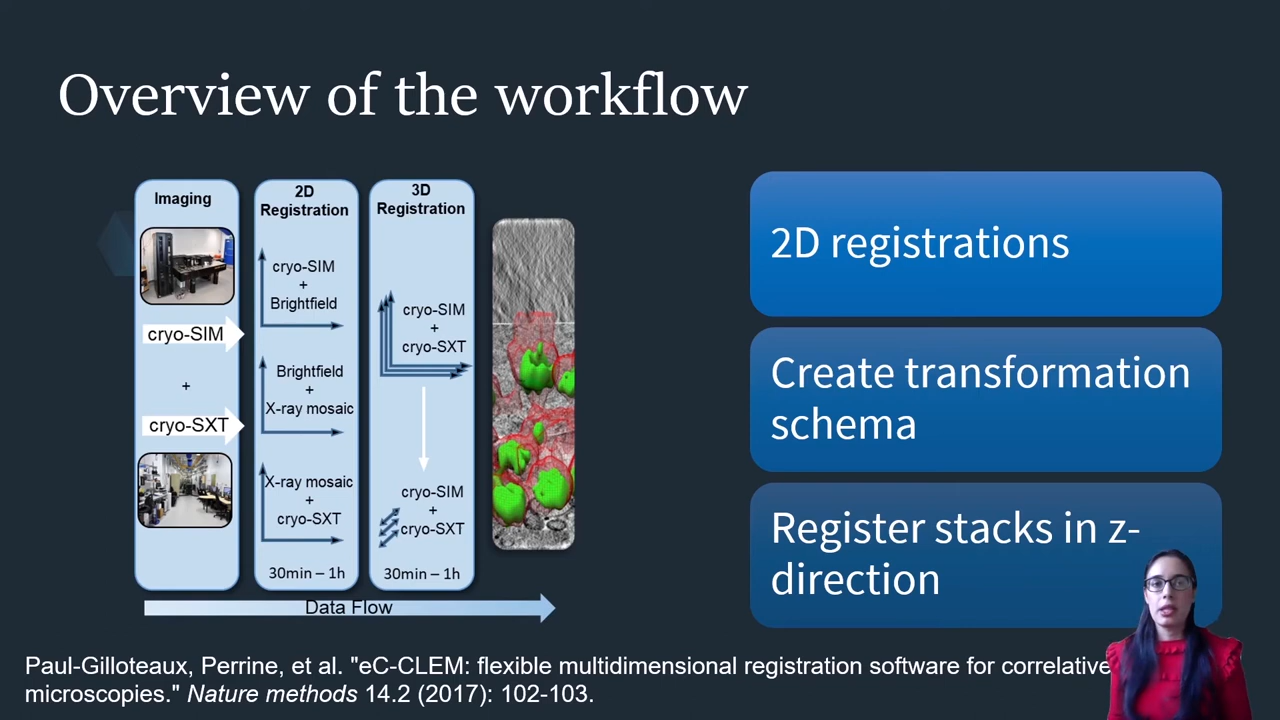 Overview of the workflow
Imaging
cryo-SIM
+
cryo-SXT
2D
Registration
cryo-SIM
+
Brightfield
Brightfield
+
X-ray mosaic
X-ray mosaic
+
cryo-SXT
30min – 1h
3D
Registration
cryo-SIM
+
cryo-SXT
cryo-SIM
+
cryo-SXT
30min – 1h
Data Flow
2D registrations
Create transformation
schema
Register stacks in z-
direction
Paul-Gilloteaux, Perrine, et al. "eC-CLEM: flexible multidimensional registration software for correlative
microscopies." Nature methods 14.2 (2017): 102-103.